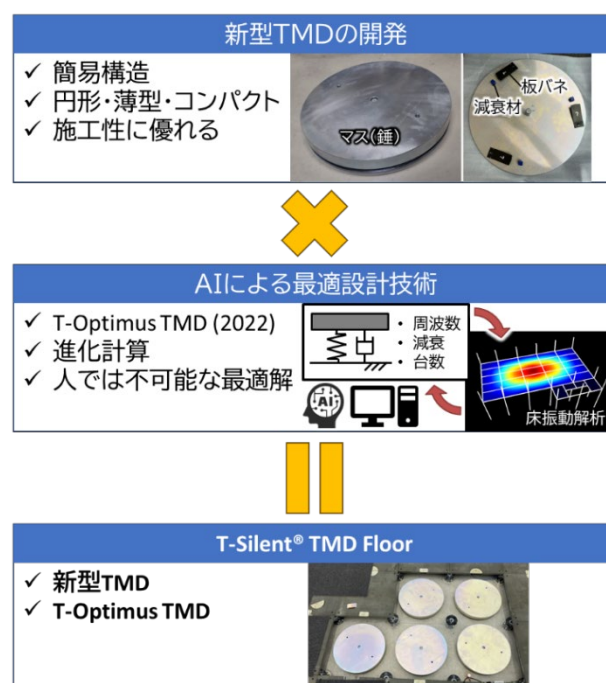 新型TMDの開発
✓ 簡易構造
✓ 円形・薄型・コンパクト
✓ 施工性に優れる
マス(錘)
板バネ
減衰材
AIによる最適設計技術
✓ T-Optimus TMD (2022)
✓ 進化計算
✓ 人では不可能な最適解
・ 周波数
・ 減衰
・ 台数
AI
床振動解析
T-Silent® TMD Floor
✓ 新型TMD
✓ T-Optimus TMD